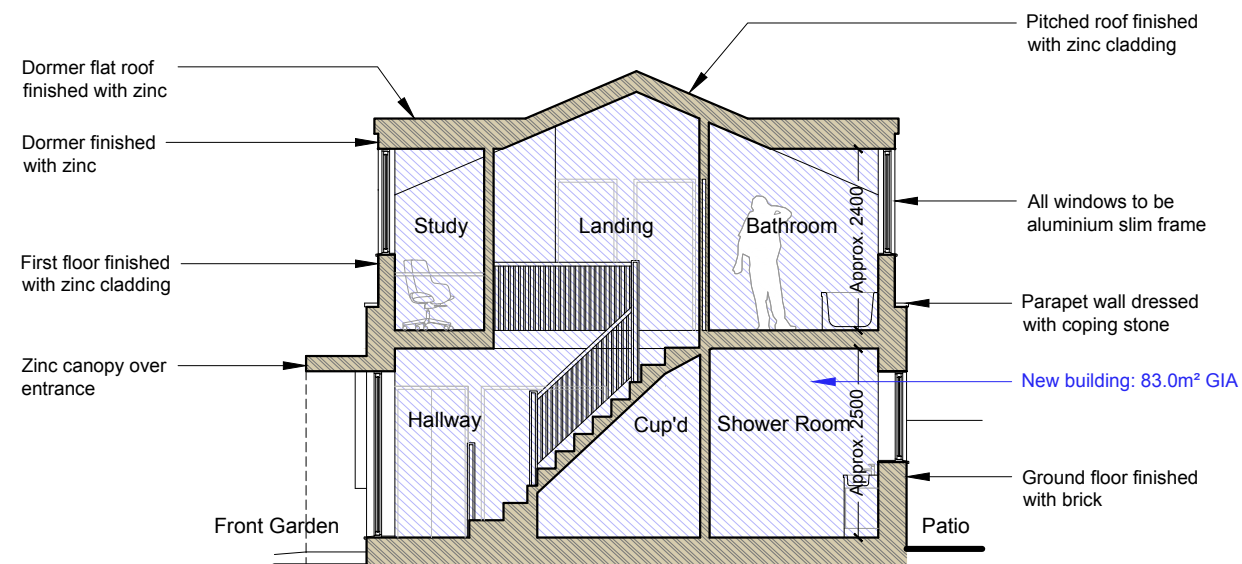 Pitched roof finished
with zinc cladding
Dormer flat roof
finished with zinc
Dormer finished
with zinc
All windows to be
aluminium slim frame
Study
Landing
Bathroom
Approx. 2400
First floor finished
with zinc cladding
Parapet wall dressed
with coping stone
Zinc canopy over
entrance
New building: 83.0m² GIA
Hallway
Cup'd
Shower Room
Approx. 2500
Ground floor finished
with brick
Front Garden
Patio